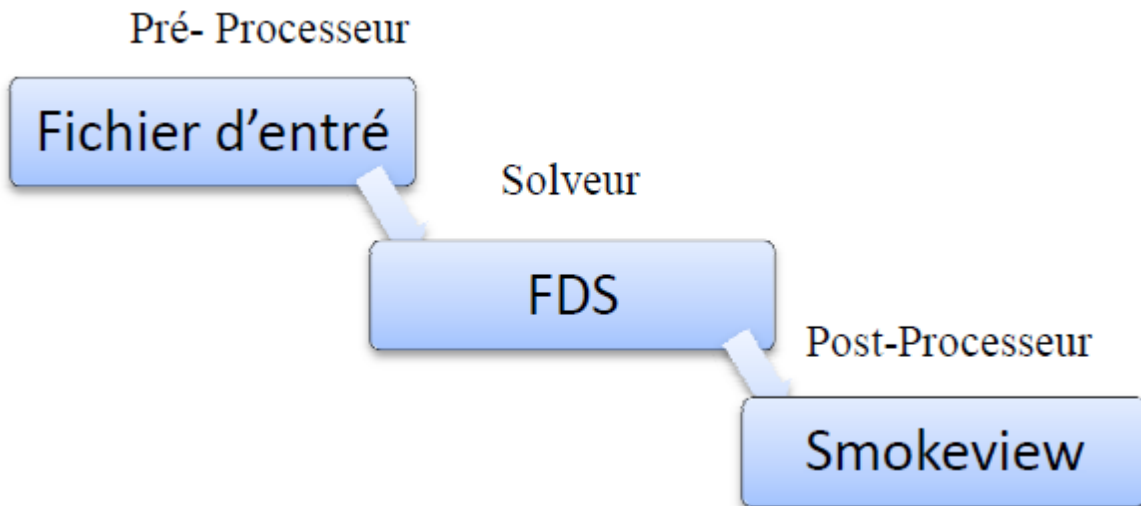 Pré- Processeur
Fichier d'entré
Solveur
FDS
Post-Processeur
Smokeview